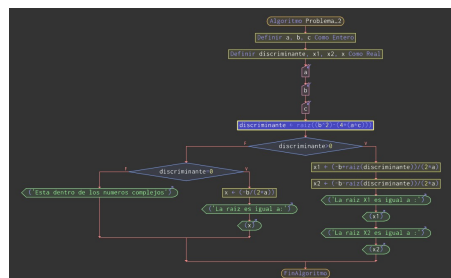 Algoritmo Problema_2
Definir a, b, c Como Entero
Definir discriminante, x1, x2, x Como Real
a
b
c
discriminante = raiz((b^2)-(4*(a*c)))
discriminante>0
F
V
discriminante=0
F
V
x1 = (-b+raiz(discriminante))/(2*a)
x2 = (-b-raiz(discriminante))/(2*a)
('Esta dentro de los numeros complejos')
x = (-b/(2*a))
('La raiz X1 es igual a :')
('La raiz es igual a:')
(x1)
(x)
('La raiz X2 es igual a :')
(x2)
FinAlgoritmo